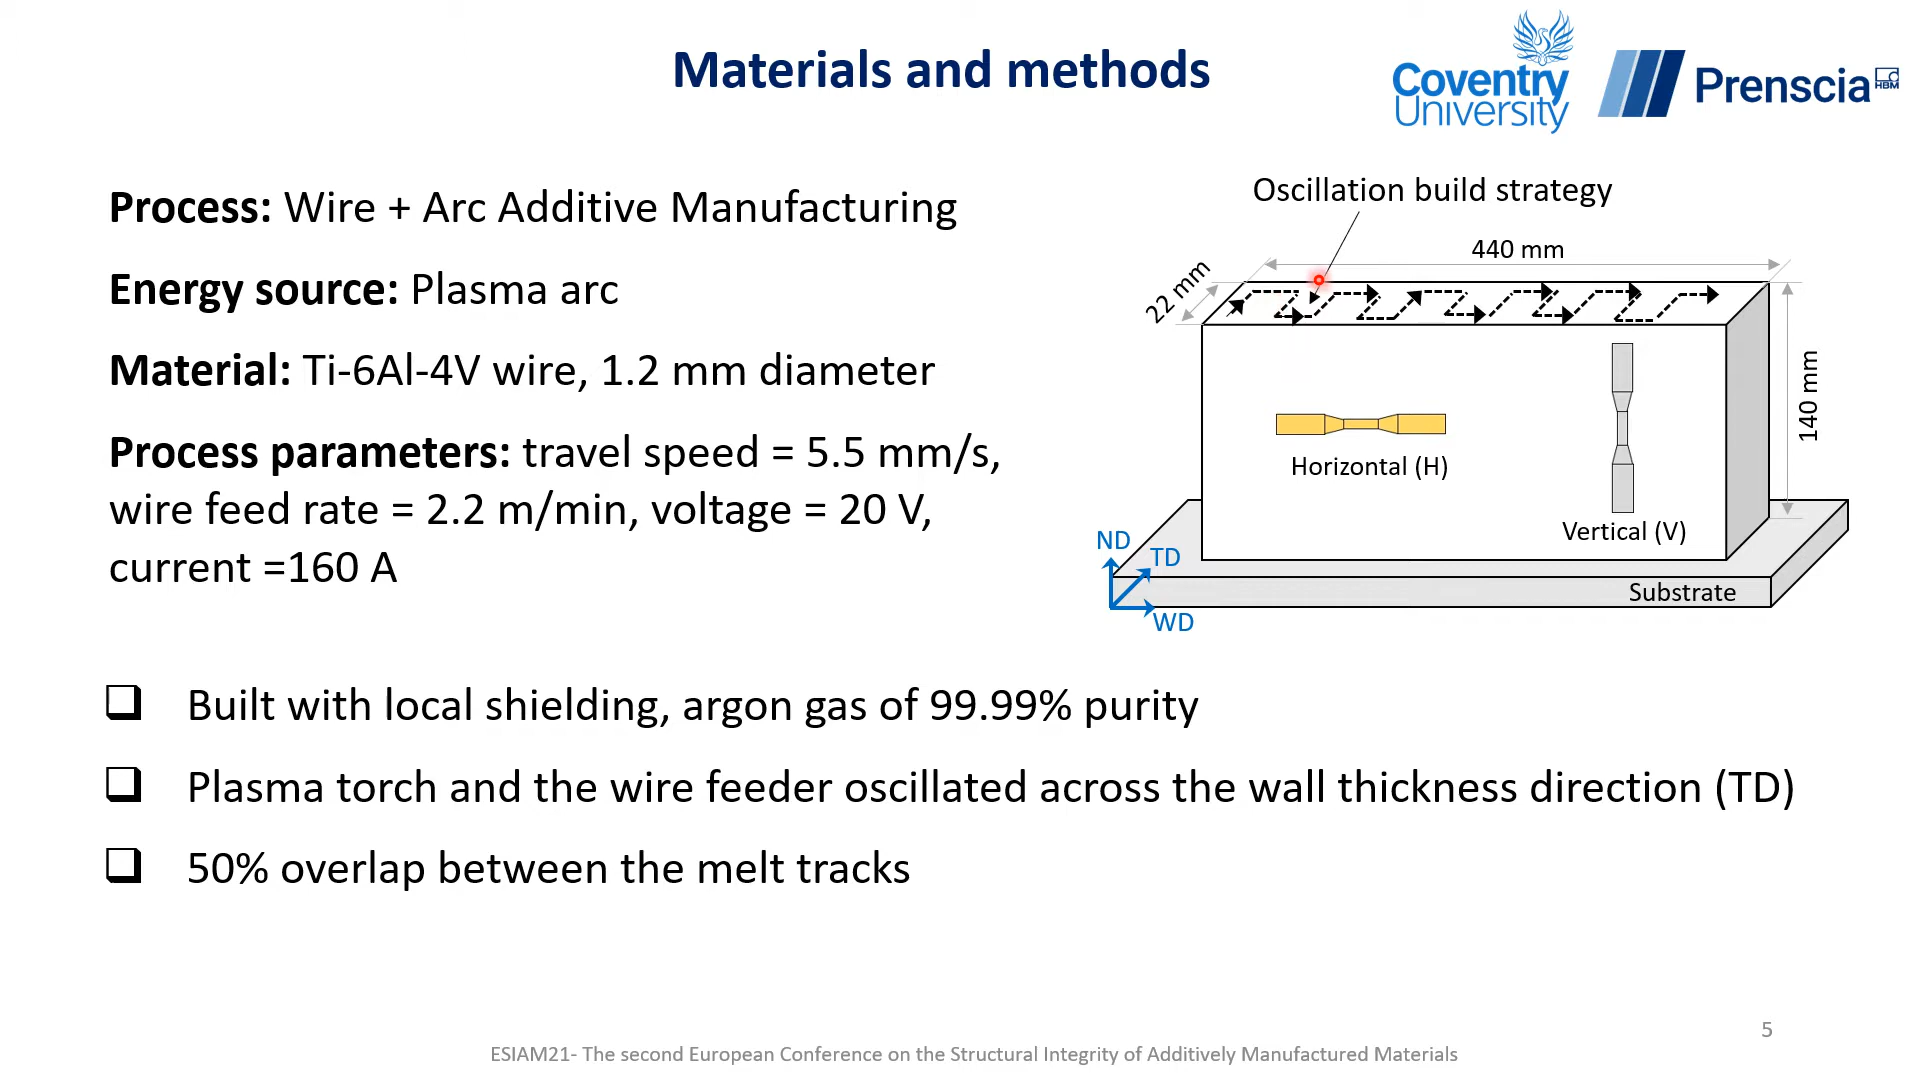 Materials and methods
Coventry
University
Prenscia
HBM
Process: Wire + Arc Additive Manufacturing
Energy source: Plasma arc
Material: Ti-6Al-4V wire, 1.2 mm diameter
Process parameters: travel speed = 5.5 mm/s,
wire feed rate = 2.2 m/min, voltage = 20 V,
current =160 A
Oscillation build strategy
440 mm
22 mm
140 mm
Horizontal (H)
Vertical (V)
ND
TD
WD
Substrate
❑ Built with local shielding, argon gas of 99.99% purity
❑ Plasma torch and the wire feeder oscillated across the wall thickness direction (TD)
❑ 50% overlap between the melt tracks
5
ESIAM21- The second European Conference on the Structural Integrity of Additively Manufactured Materials